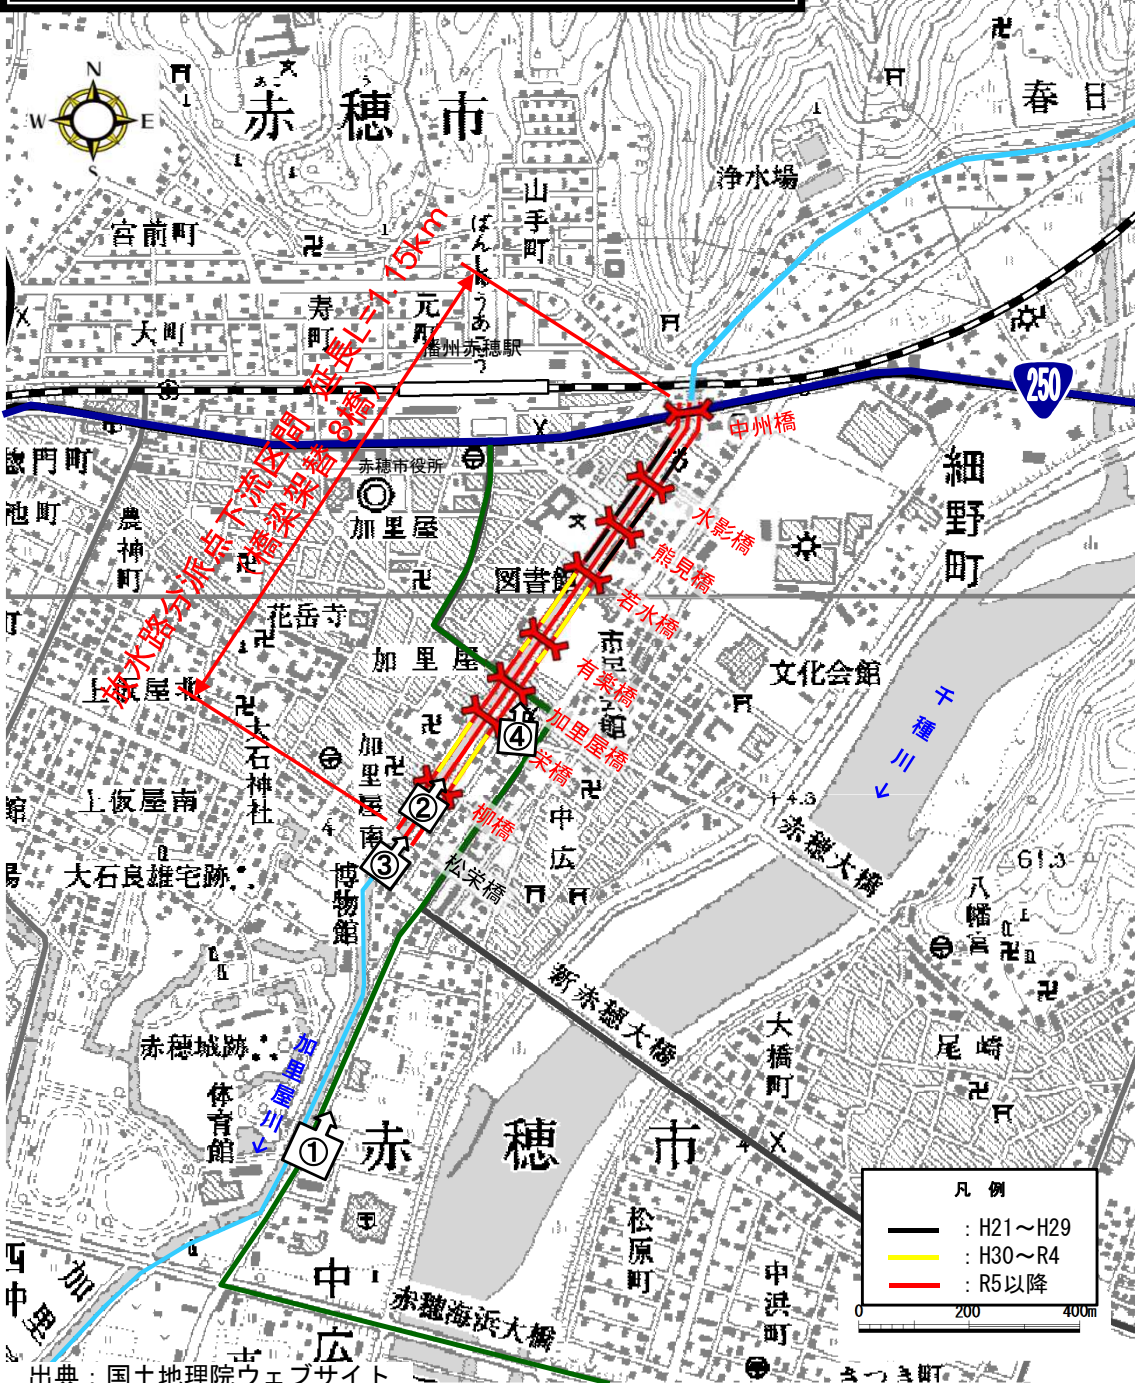 N
W
E
S
あこ う
赤 穂 市
春 日
浄水場
山手町
宮前町
ばんしゅうあこう
寿町
元町
大町
播州赤穂駅
放水路分派点下流区間 延長L=1.15km
(橋梁架替 8橋)
250
中州橋
惣門町
池町
農神町
赤穂市役所
加里屋
細野町
水影橋
熊見橋
図書館
若水橋
花岳寺
加里屋
有楽橋
文化会館
上仮屋北
加里屋橋
栄橋
千種川
大石神社
加里屋南
④
②
③
柳橋
中広
上仮屋南
赤穂大橋
松栄橋
大石良雄宅跡
博物館
61.3
八幡宮
新赤穂大橋
赤穂城跡
加里屋川
体育館
大橋町
尾崎
①
赤 穂 市
松原町
中浜町
中広
赤穂海浜大橋
凡 例
: H21~H29
: H30~R4
: R5以降
0 200 400m
出典：国土地理院ウェブサイト